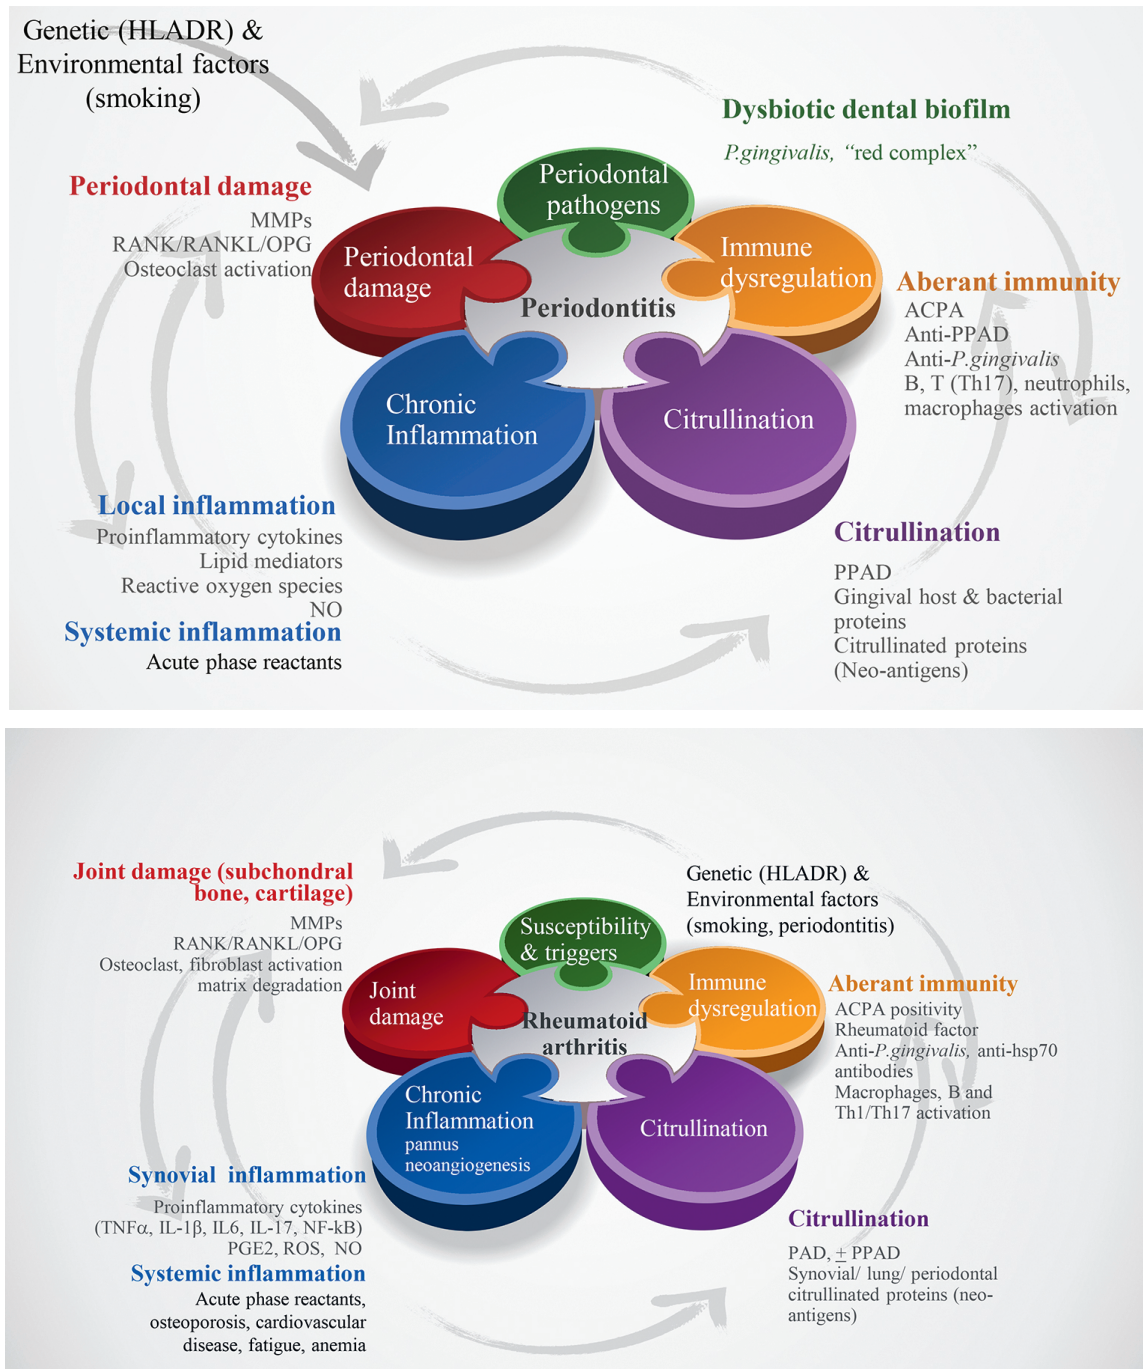 Genetic (HLADR) &
Environmental factors
(smoking)
Dysbiotic dental biofilm
P.gingivalis, “red complex”
Periodontal damage
MMPs
RANK/RANKL/OPG
Osteoclast activation
Periodontal
pathogens
Periodontal
damage
Immune
dysregulation
Periodontitis
Aberant immunity
ACPA
Anti-PPAD
Anti-P.gingivalis
B, T (Th17), neutrophils,
macrophages activation
Chronic
Inflammation
Citrullination
Local inflammation
Proinflammatory cytokines
Lipid mediators
Reactive oxygen species
NO
Systemic inflammation
Acute phase reactants
Citrullination
PPAD
Gingival host & bacterial
proteins
Citrullinated proteins
(Neo-antigens)
Joint damage (subchondral
bone, cartilage)
MMPs
RANK/RANKL/OPG
Osteoclast, fibroblast activation
matrix degradation
Genetic (HLADR) &
Environmental factors
(smoking, periodontitis)
Susceptibility
& triggers
Joint
damage
Immune
dysregulation
Rheumatoid
arthritis
Aberant immunity
ACPA positivity
Rheumatoid factor
Anti-P.gingivalis, anti-hsp70
antibodies
Macrophages, B and
Th1/Th17 activation
Chronic
Inflammation
pannus
neoangiogenesis
Citrullination
Synovial inflammation
Proinflammatory cytokines
(TNFα, IL-1β, IL6, IL-17, NF-kB)
PGE2, ROS, NO
Systemic inflammation
Acute phase reactants,
osteoporosis, cardiovascular
disease, fatigue, anemia
Citrullination
PAD, ± PPAD
Synovial/ lung/ periodontal
citrullinated proteins (neo-
antigens)